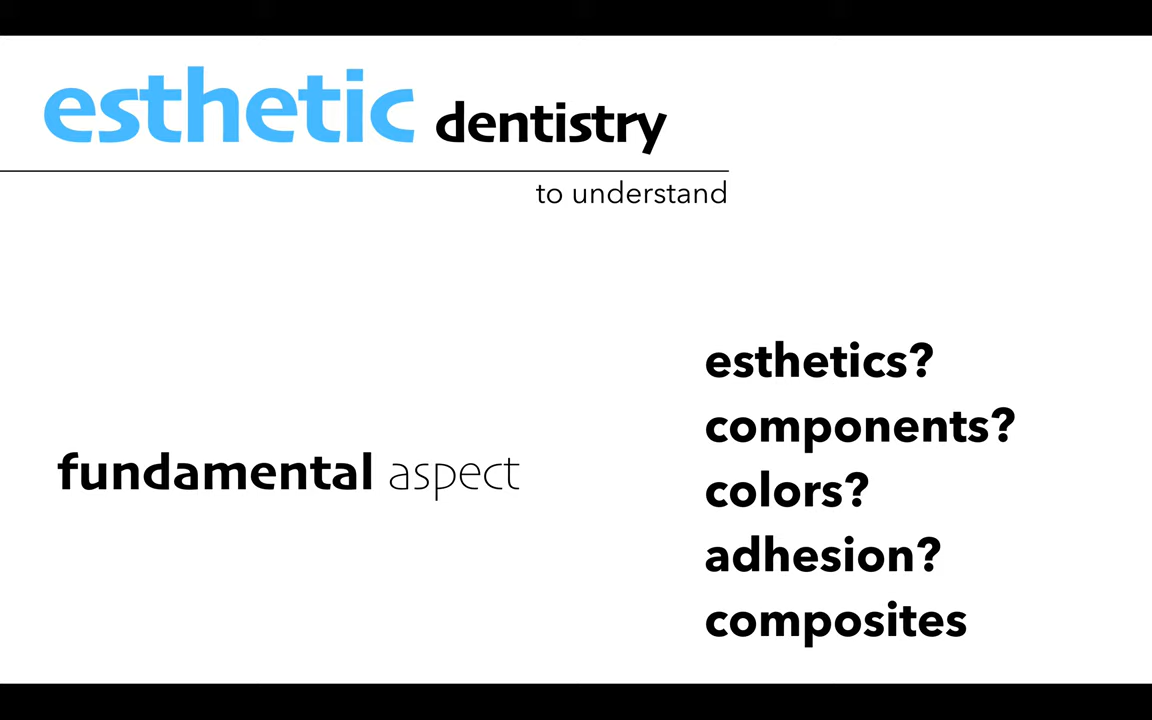 esthetic dentistry
to understand
fundamental aspect
esthetics?
components?
colors?
adhesion?
composites